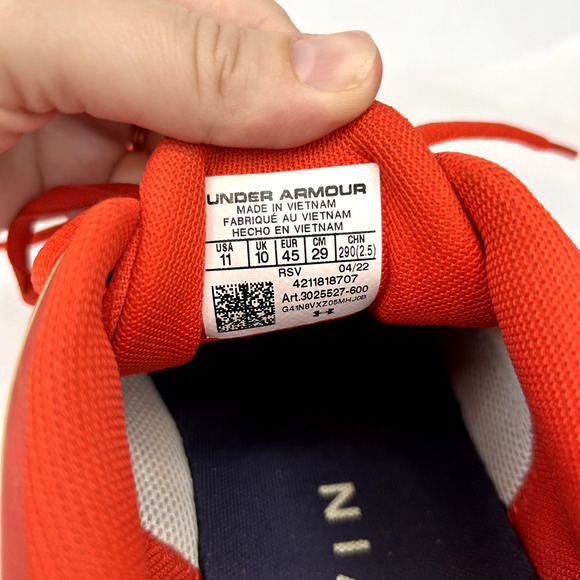 UNDER ARMOUR
MADE IN VIETNAM
FABRIQUÉ AU VIETNAM
HECHO EN VIETNAM
USA UK EUR CM CHN
11 10 45 29 290(2.5)
RSV 04/22
4211818707
Art.3025527-600
G41N8VXZ05MHJ0B